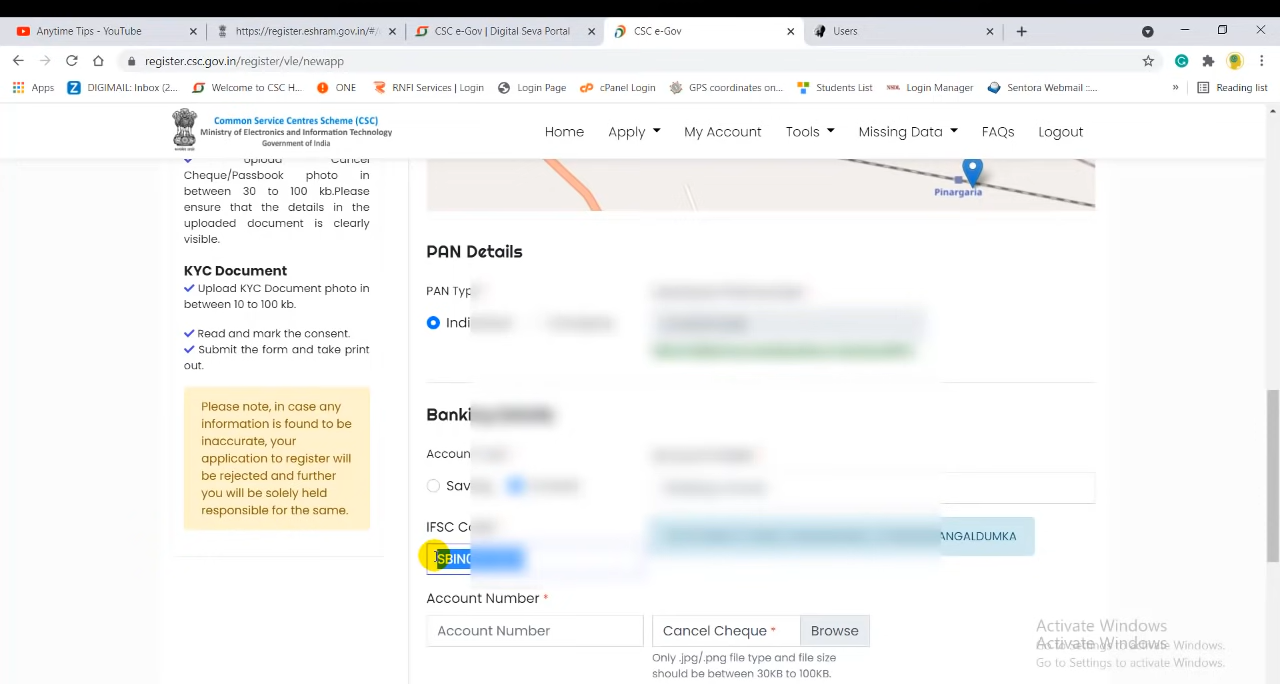 Anytime Tips - YouTube
https://register.eshram.gov.in/#/
CSC e-Gov | Digital Seva Portal
CSC e-Gov
Users
register.csc.gov.in/register/vle/newapp
Apps
DIGIMAIL: Inbox (2...
Welcome to CSC H...
ONE
RNFI Services | Login
Login Page
cPanel Login
GPS coordinates on...
Students List
Login Manager
Sentora Webmail ::...
»
Reading list
Common Service Centres Scheme (CSC)
Ministry of Electronics and Information Technology
Government of India
Home
Apply
My Account
Tools
Missing Data
FAQs
Logout
Upload Cancel
Cheque/Passbook photo in
between 30 to 100 kb.Please
ensure that the details in the
uploaded document is clearly
visible.
KYC Document
Upload KYC Document photo in
between 10 to 100 kb.
Read and mark the consent.
Submit the form and take print
out.
Please note, in case any
information is found to be
inaccurate, your
application to register will
be rejected and further
you will be solely held
responsible for the same.
Pinargaria
PAN Details
PAN
IFSC
Account Number *
Account Number
Cancel Cheque *
Browse
Only .jpg/.png file type and file size
should be between 30KB to 100KB.
Activate Windows
Activate Windows
Go to Settings to activate Windows.
Go to Settings to activate Windows.